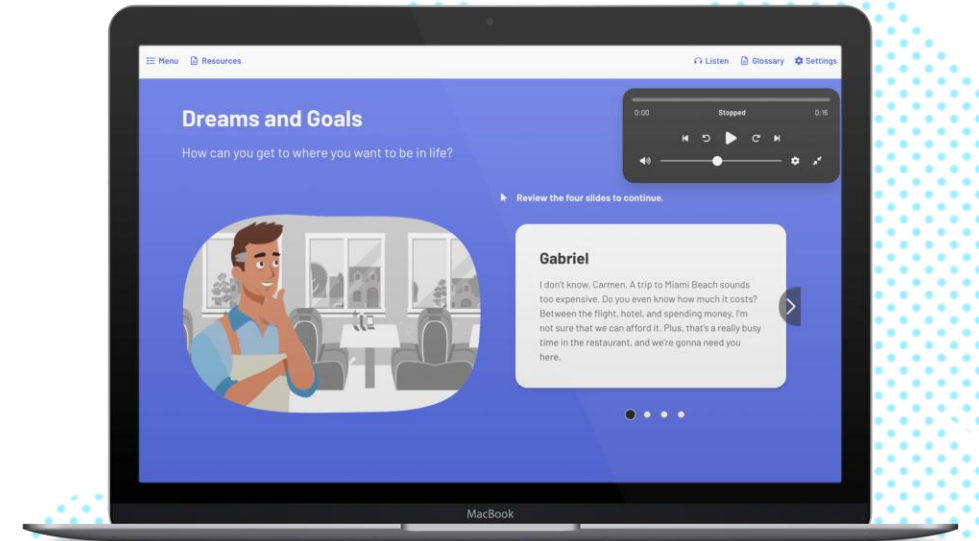 Menu
Resources
Listen
Glossary
Settings
Dreams and Goals
How can you get to where you want to be in life?
0:00
Stopped
0:16
Review the four slides to continue.
Gabriel
I don't know, Carmen. A trip to Miami Beach sounds
too expensive. Do you even know how much it costs?
Between the flight, hotel, and spending money, I'm
not sure that we can afford it. Plus, that's a really busy
time in the restaurant, and we're gonna need you
here.
MacBook